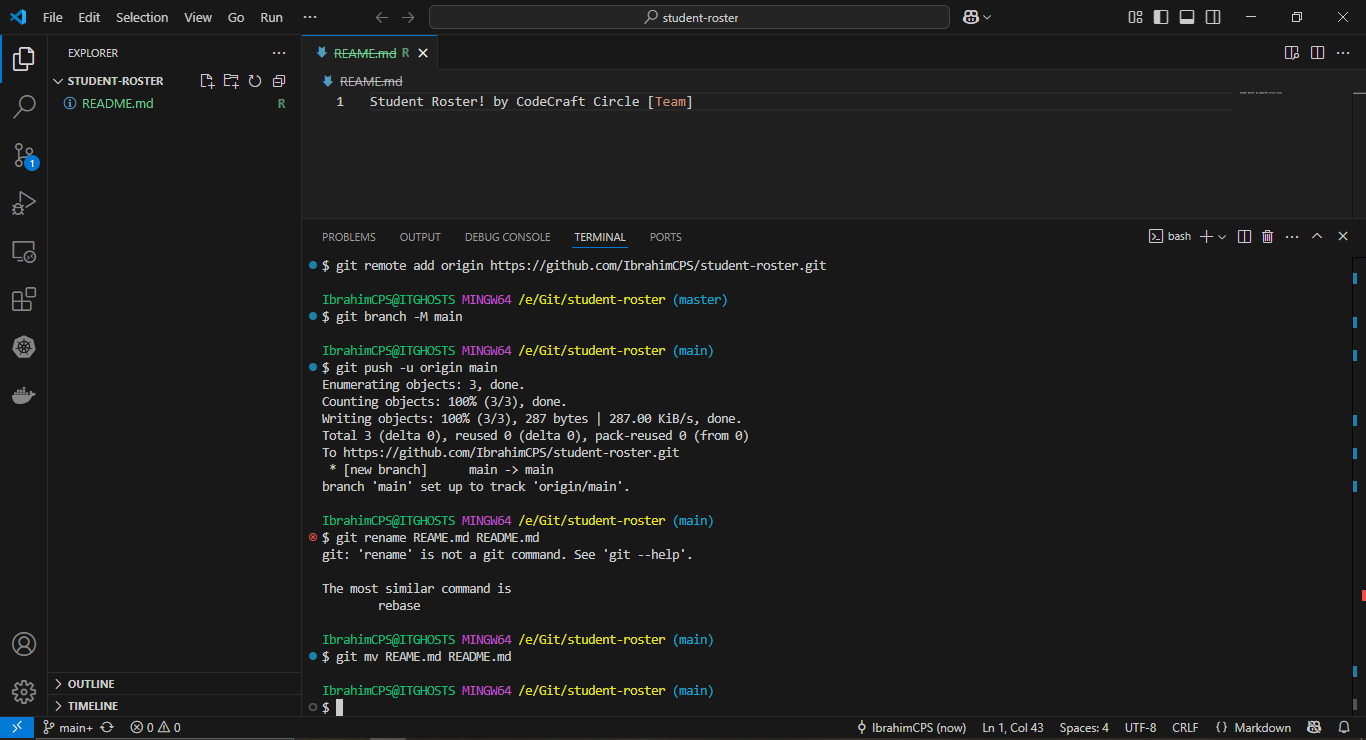 File Edit Selection View Go Run ···
student-roster
EXPLORER ···
STUDENT-ROSTER
README.md R
OUTLINE
TIMELINE
REAME.md R
REAME.md
1 Student Roster! by CodeCraft Circle [Team]
PROBLEMS OUTPUT DEBUG CONSOLE TERMINAL PORTS
bash
$ git remote add origin https://github.com/IbrahimCPS/student-roster.git
IbrahimCPS@ITGHOSTS MINGW64 /e/Git/student-roster (master)
$ git branch -M main
IbrahimCPS@ITGHOSTS MINGW64 /e/Git/student-roster (main)
$ git push -u origin main
Enumerating objects: 3, done.
Counting objects: 100% (3/3), done.
Writing objects: 100% (3/3), 287 bytes | 287.00 KiB/s, done.
Total 3 (delta 0), reused 0 (delta 0), pack-reused 0 (from 0)
To https://github.com/IbrahimCPS/student-roster.git
* [new branch] main -> main
branch 'main' set up to track 'origin/main'.
IbrahimCPS@ITGHOSTS MINGW64 /e/Git/student-roster (main)
$ git rename REAME.md README.md
git: 'rename' is not a git command. See 'git --help'.
The most similar command is
rebase
IbrahimCPS@ITGHOSTS MINGW64 /e/Git/student-roster (main)
$ git mv REAME.md README.md
IbrahimCPS@ITGHOSTS MINGW64 /e/Git/student-roster (main)
$
1
main+ 0 0 IbrahimCPS (now) Ln 1, Col 43 Spaces: 4 UTF-8 CRLF {} Markdown